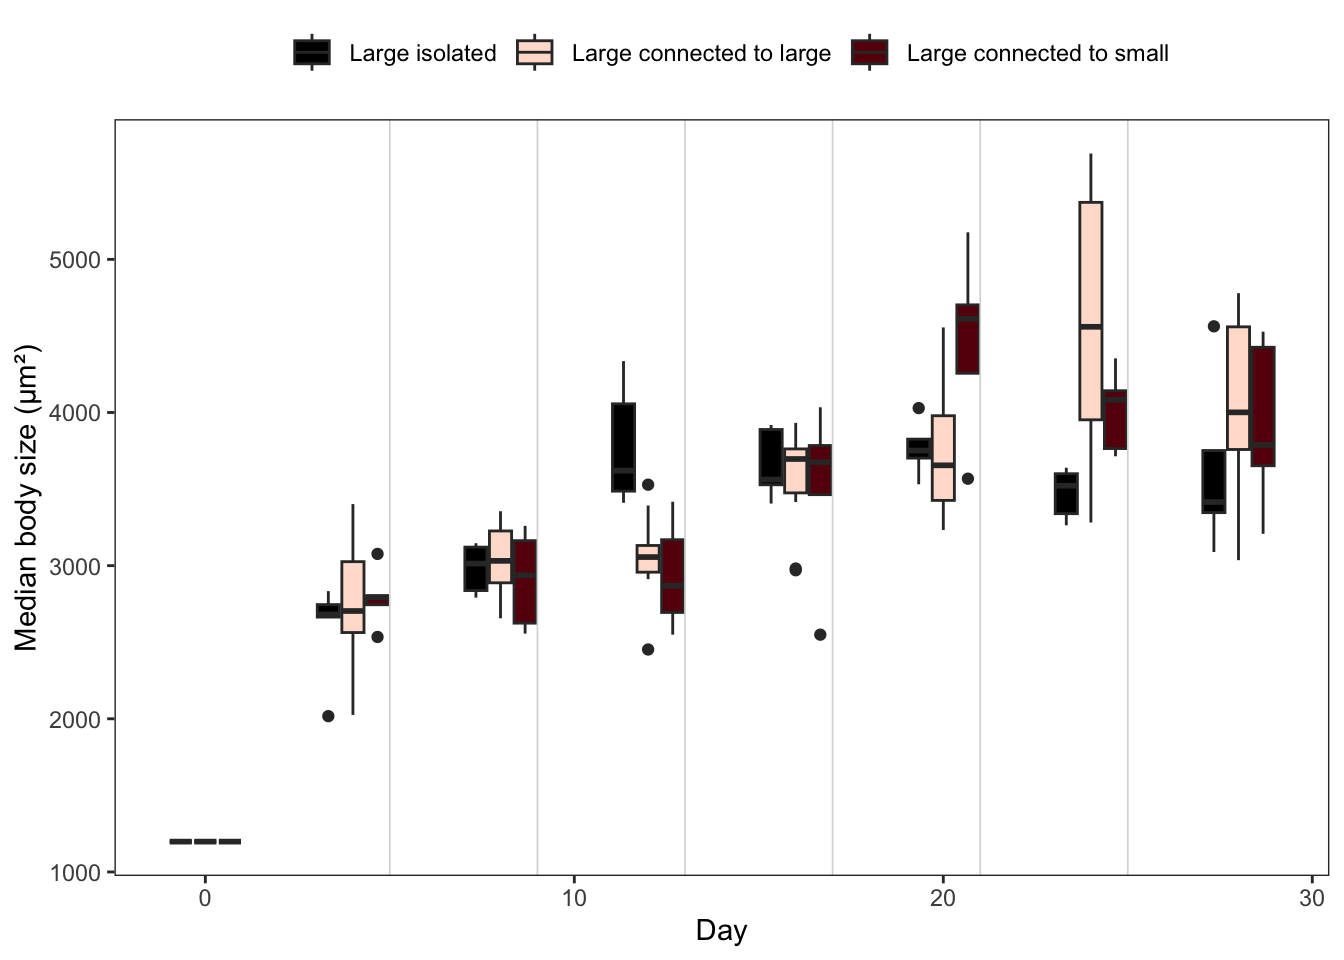 Large isolated Large connected to large Large connected to small
Median body size (μm²)
5000
4000
3000
2000
1000
0 10 20 30
Day